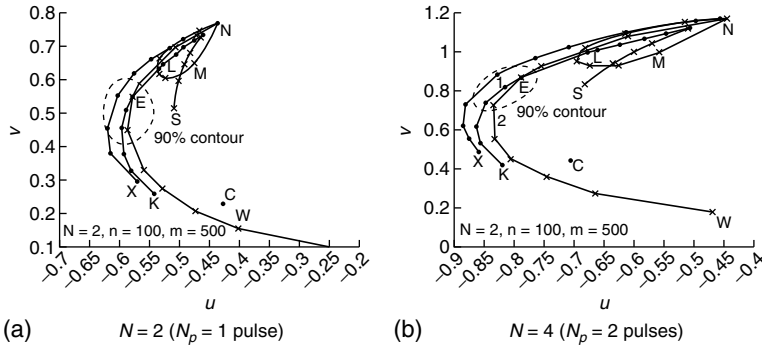 0.8
0.7
0.6
0.5
0.4
0.3
0.2
0.1
v
N
L
M
E
S
90% contour
X
K
C
W
N = 2, n = 100, m = 500
−0.7
−0.65
−0.6
−0.55
−0.5
−0.45
−0.4
−0.35
−0.3
−0.25
−0.2
u
(a) N = 2 (Np = 1 pulse)
1.2
1
0.8
0.6
0.4
0.2
0
v
N
L
M
1
E
S
90% contour
2
X
K
C
W
N = 2, n = 100, m = 500
−0.9
−0.85
−0.8
−0.75
−0.7
−0.65
−0.6
−0.55
−0.5
−0.45
−0.4
u
(b) N = 4 (Np = 2 pulses)